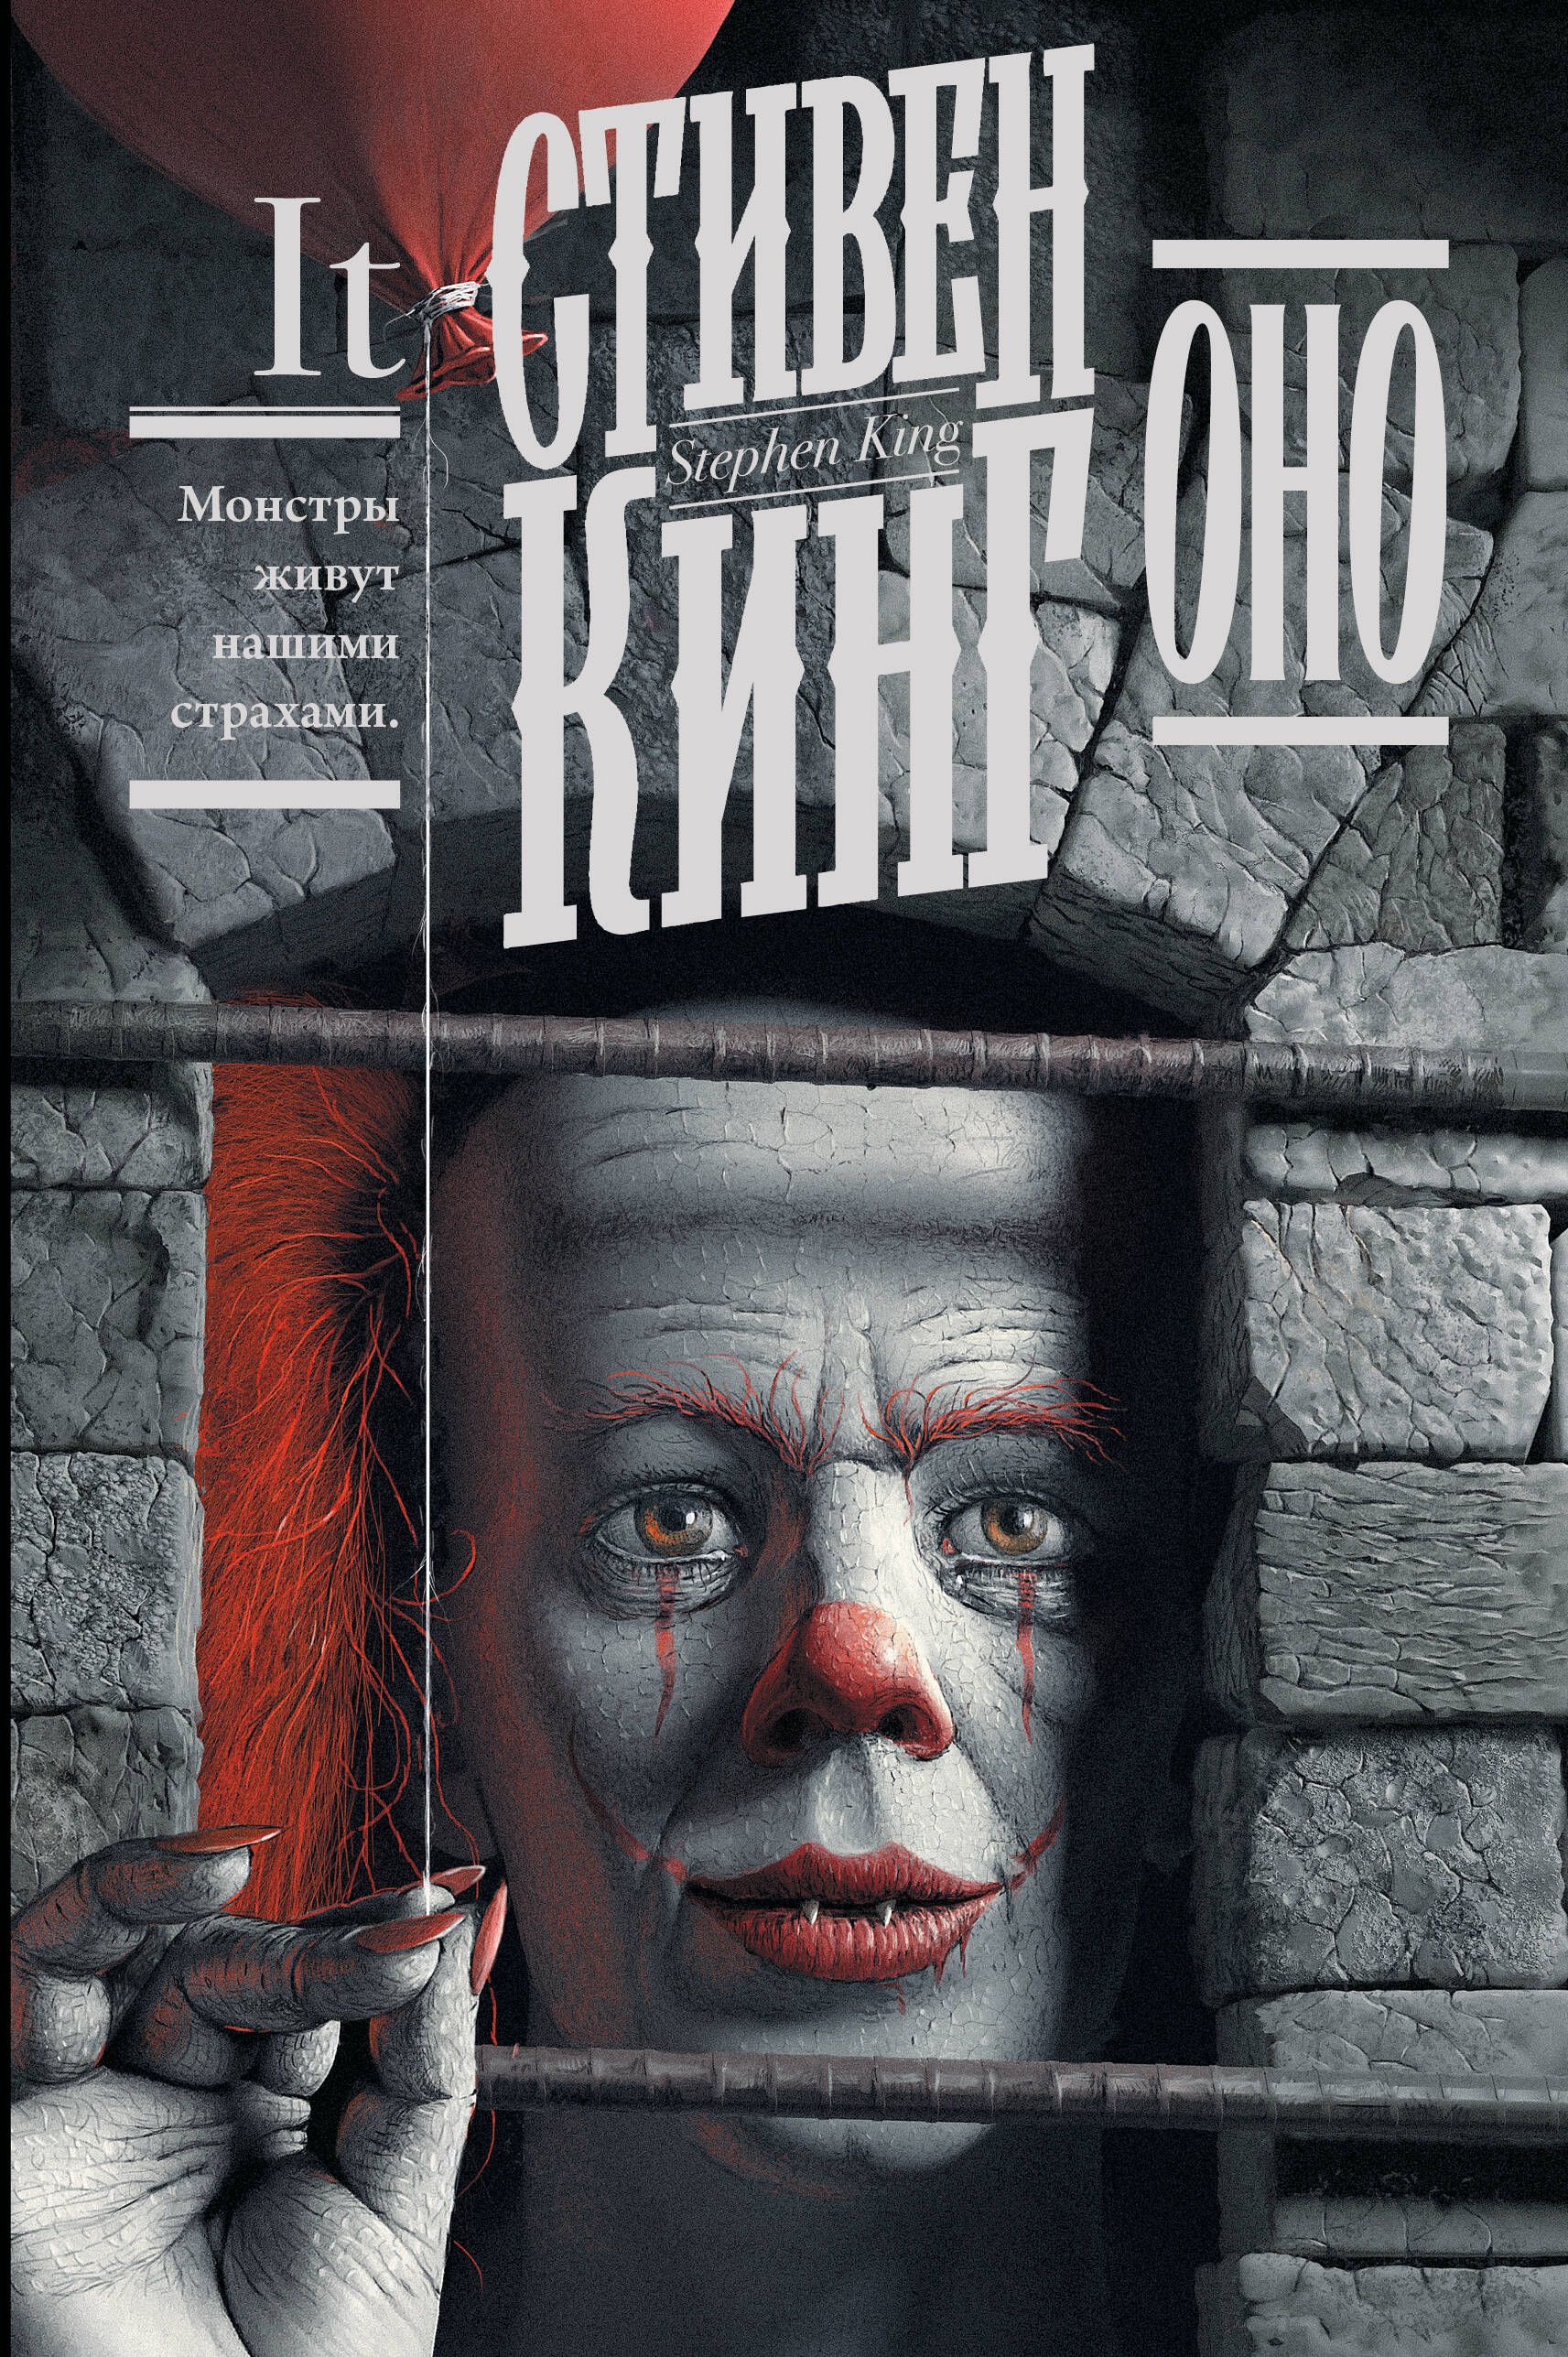 It
Монстры
живут
нашими
страхами.
СТИВЕН
Stephen King
КИНГ
ОНО